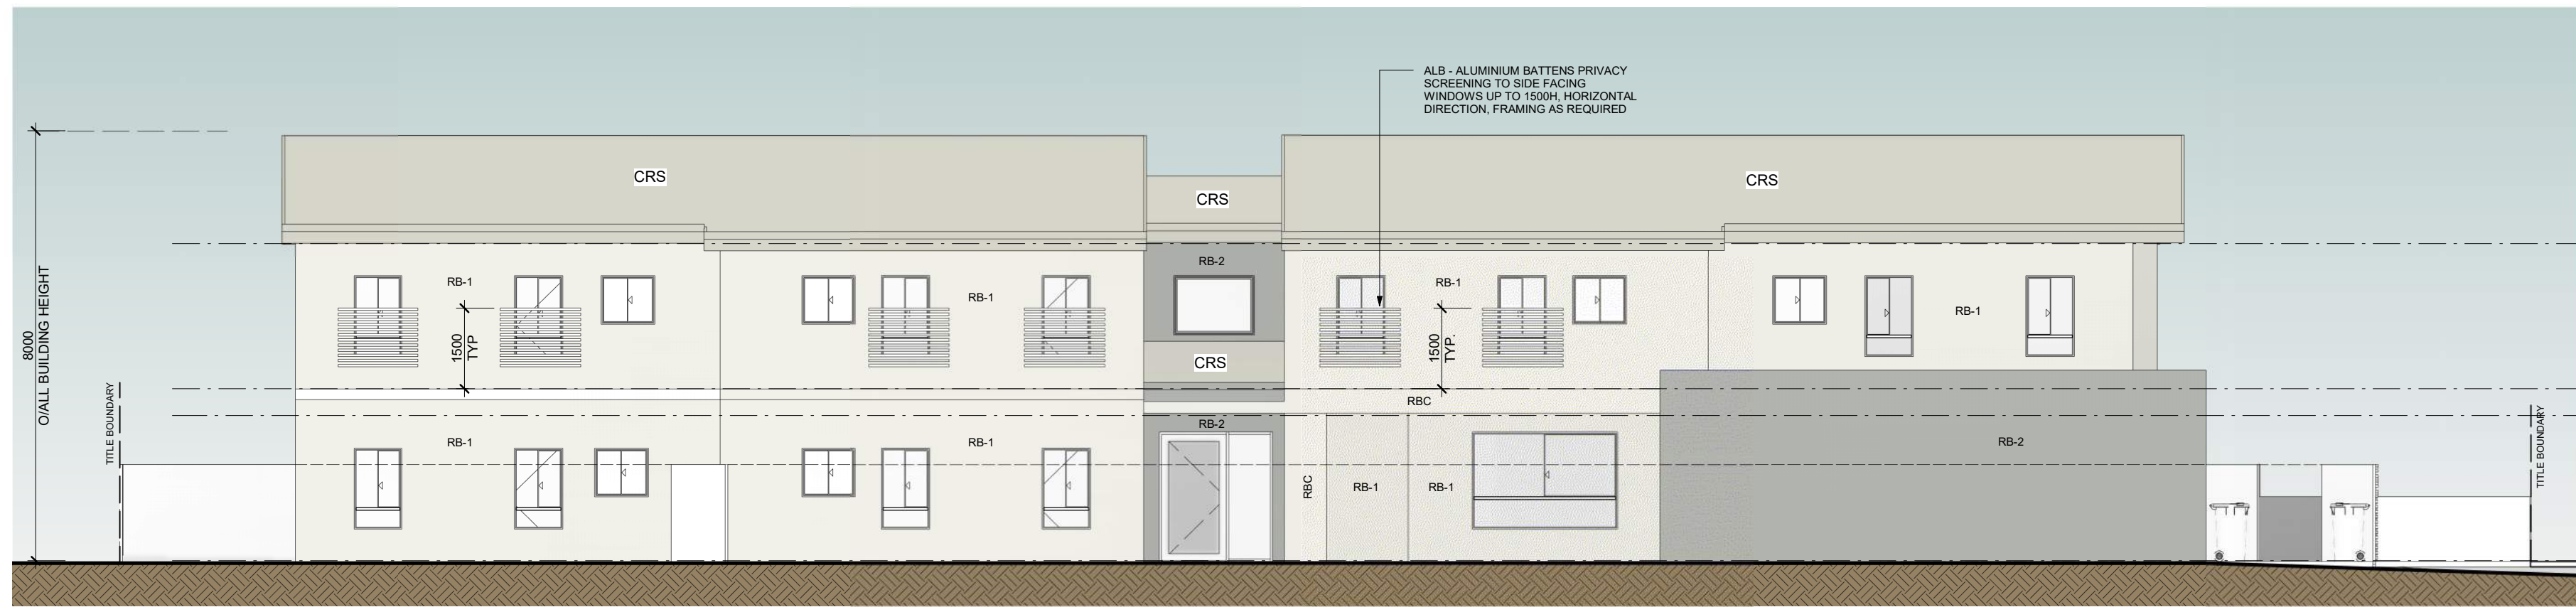 ALB - ALUMINIUM BATTENS PRIVACY
SCREENING TO SIDE FACING
WINDOWS UP TO 1500H, HORIZONTAL
DIRECTION, FRAMING AS REQUIRED
CRS
CRS
CRS
8000
O/ALL BUILDING HEIGHT
RB-1
RB-1
RB-2
RB-1
RB-1
1500
TYP
1500
TYP.
CRS
TITLE BOUNDARY
RBC
RB-2
RB-1
RB-1
RBC
RB-1
RB-1
RB-2
TITLE BOUNDARY